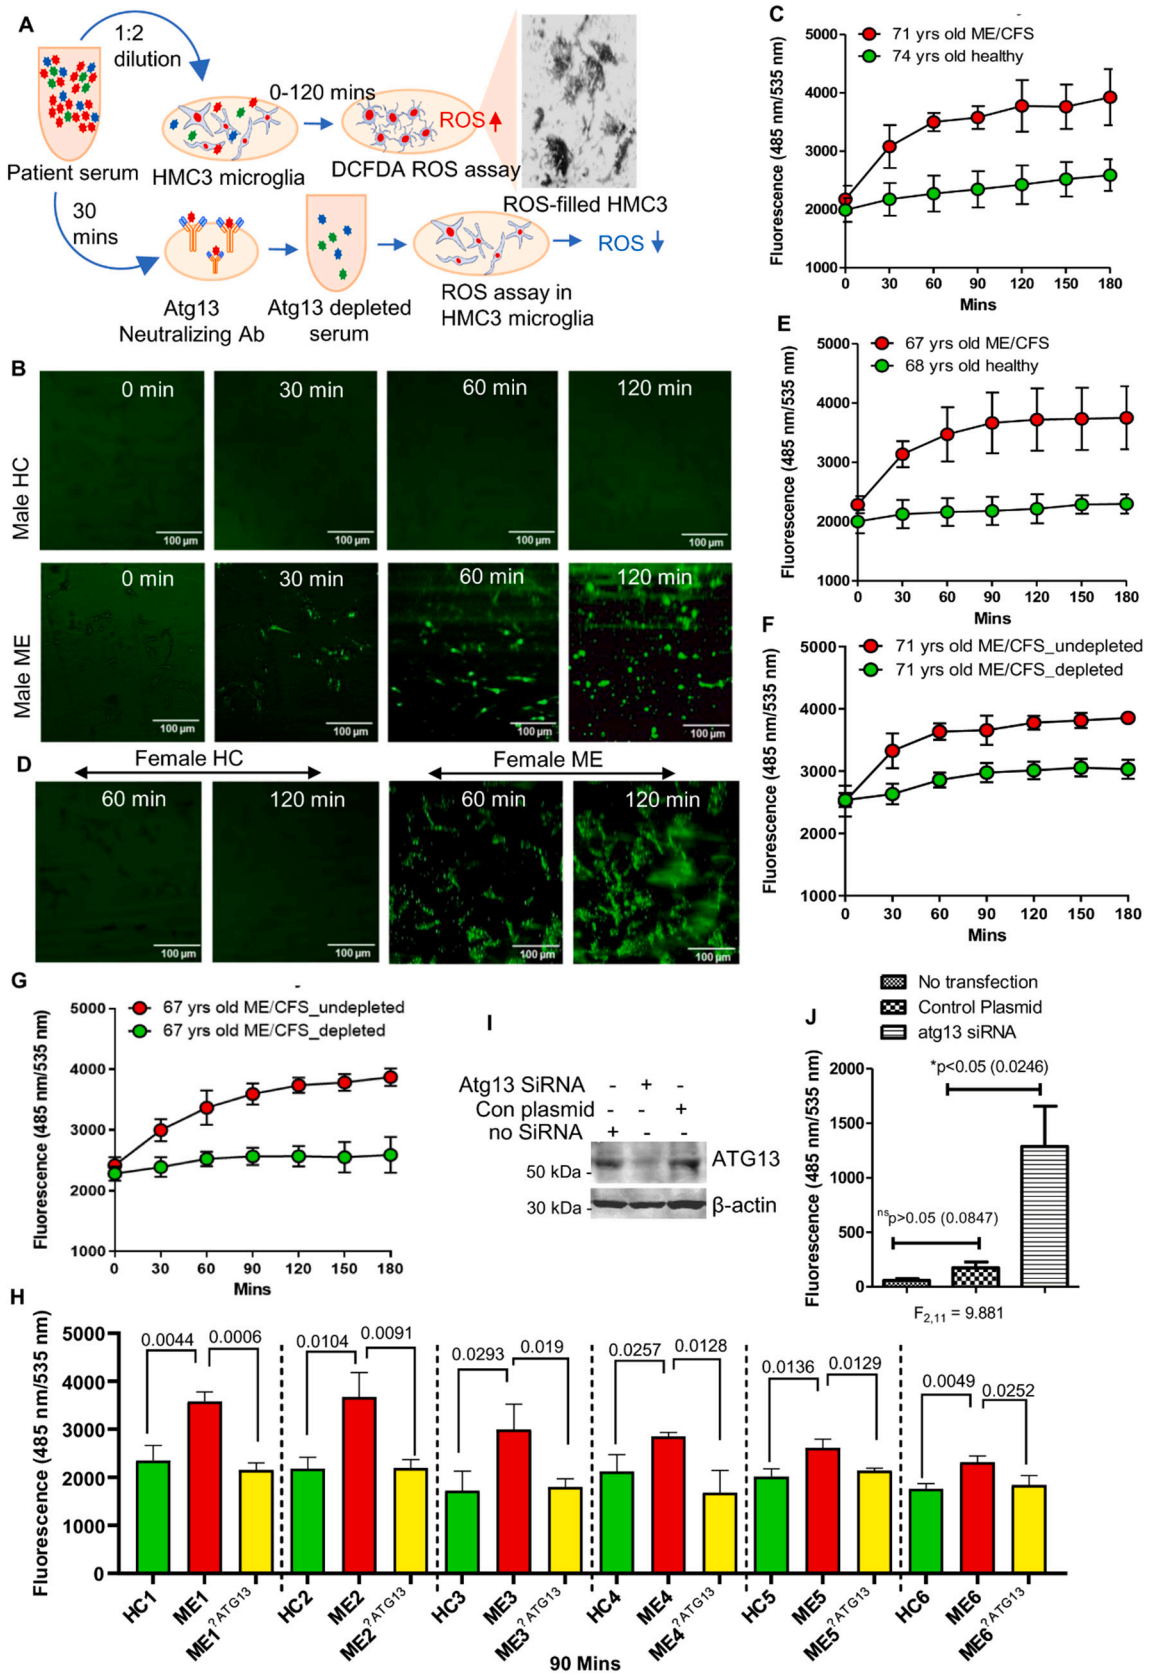 A
1:2
dilution
0-120 mins
ROS
Patient serum
HMC3 microglia
DCFDA ROS assay
ROS-filled HMC3
30
mins
ROS
Atg13
Neutralizing Ab
Atg13 depleted
serum
ROS assay in
HMC3 microglia
B
Male HC
0 min
30 min
60 min
120 min
100 µm
100 µm
100 µm
100 µm
Male ME
0 min
30 min
60 min
120 min
100 µm
100 µm
100 µm
100 µm
C
71 yrs old ME/CFS
74 yrs old healthy
Fluorescence (485 nm/535 nm)
5000
4000
3000
2000
1000
0 30 60 90 120 150 180
Mins
D
Female HC
Female ME
60 min
120 min
60 min
120 min
100 µm
100 µm
100 µm
100 µm
E
67 yrs old ME/CFS
68 yrs old healthy
Fluorescence (485 nm/535 nm)
5000
4000
3000
2000
1000
0 30 60 90 120 150 180
Mins
F
71 yrs old ME/CFS_undepleted
71 yrs old ME/CFS_depleted
Fluorescence (485 nm/535 nm)
5000
4000
3000
2000
1000
0 30 60 90 120 150 180
Mins
G
67 yrs old ME/CFS_undepleted
67 yrs old ME/CFS_depleted
Fluorescence (485 nm/535 nm)
5000
4000
3000
2000
1000
0 30 60 90 120 150 180
Mins
I
Atg13 SiRNA - + -
Con plasmid - - +
no SiRNA + - -
50 kDa -
ATG13
30 kDa -
β-actin
J
No transfection
Control Plasmid
atg13 siRNA
Fluorescence (485 nm/535 nm)
2000
1500
1000
500
0
*p<0.05 (0.0246)
nsp>0.05 (0.0847)
F2,11 = 9.881
H
Fluorescence (485 nm/535 nm)
5000
4000
3000
2000
1000
0
0.0044 0.0006
0.0104 0.0091
0.0293 0.019
0.0257 0.0128
0.0136 0.0129
0.0049 0.0252
HC1 ME1 ME1?ATG13 HC2 ME2 ME2?ATG13 HC3 ME3 ME3?ATG13 HC4 ME4 ME4?ATG13 HC5 ME5 ME5?ATG13 HC6 ME6 ME6?ATG13
90 Mins